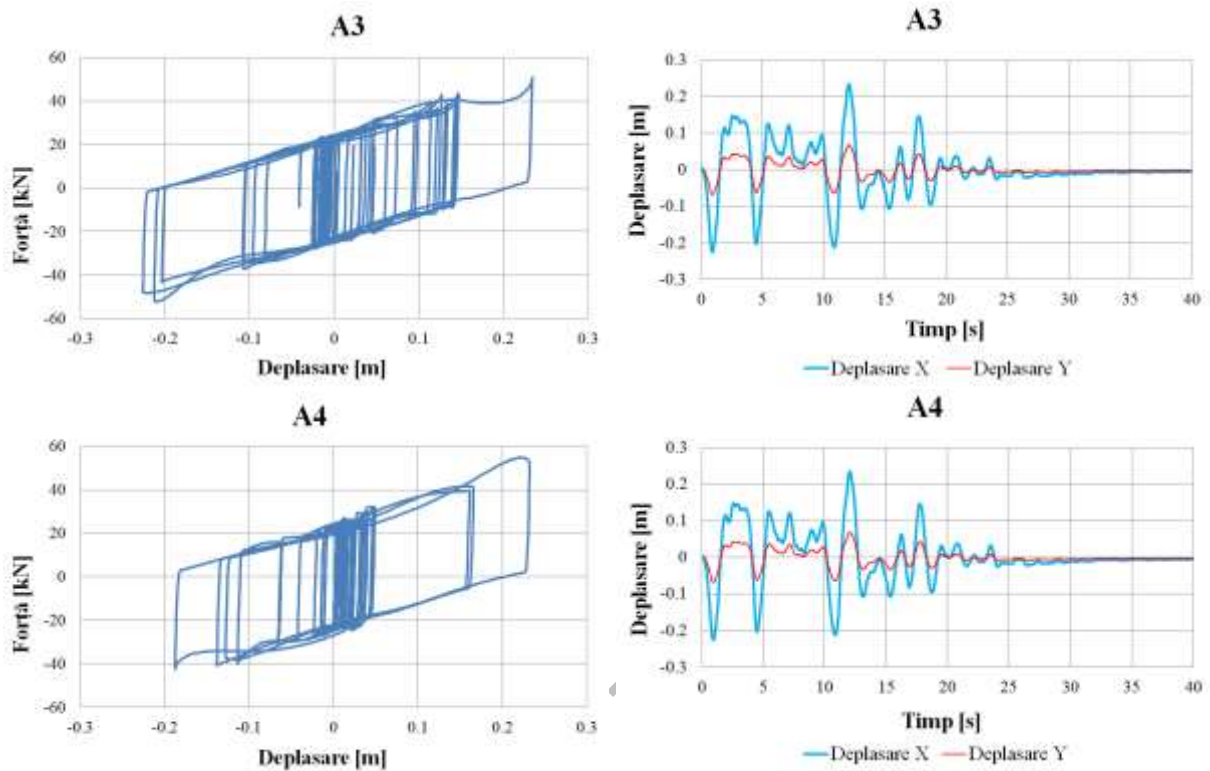 A3
60
40
20
0
-20
-40
-60
-0.3 -0.2 -0.1 0 0.1 0.2 0.3
Forță [kN]
Deplasare [m]
A3
0.3
0.2
0.1
0
-0.1
-0.2
-0.3
0 5 10 15 20 25 30 35 40
Deplasare [m]
Timp [s]
Deplasare X Deplasare Y
A4
60
40
20
0
-20
-40
-60
-0.3 -0.2 -0.1 0 0.1 0.2 0.3
Forță [kN]
Deplasare [m]
A4
0.3
0.2
0.1
0
-0.1
-0.2
-0.3
0 5 10 15 20 25 30 35 40
Deplasare [m]
Timp [s]
Deplasare X Deplasare Y